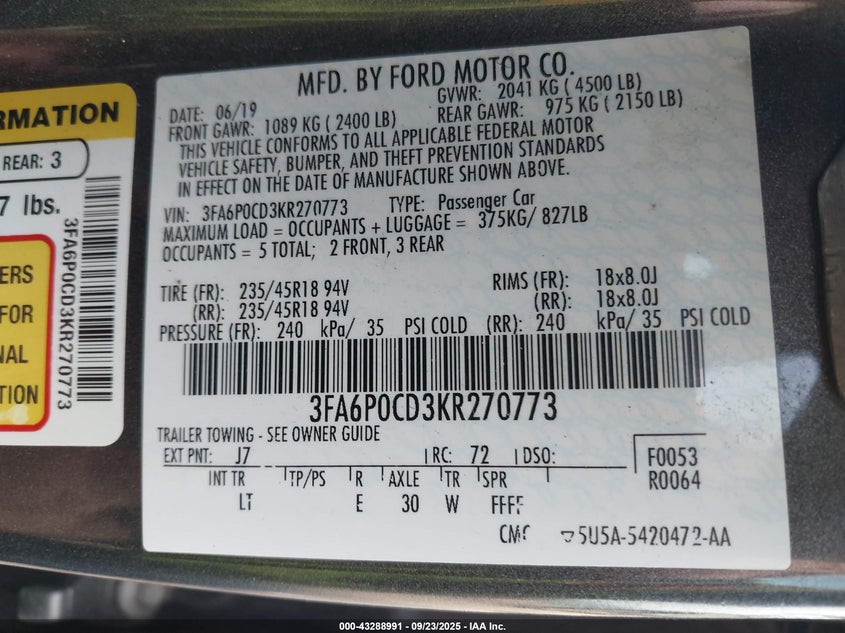 RMATION
REAR: 3
7 lbs.
ERS
FOR
NAL
TION
3FA6P0CD3KR270773
MFD. BY FORD MOTOR CO.
DATE: 06/19 GVWR: 2041 KG ( 4500 LB)
FRONT GAWR: 1089 KG ( 2400 LB) REAR GAWR: 975 KG ( 2150 LB)
THIS VEHICLE CONFORMS TO ALL APPLICABLE FEDERAL MOTOR
VEHICLE SAFETY, BUMPER, AND THEFT PREVENTION STANDARDS
IN EFFECT ON THE DATE OF MANUFACTURE SHOWN ABOVE.
VIN: 3FA6P0CD3KR270773 TYPE: Passenger Car
MAXIMUM LOAD = OCCUPANTS + LUGGAGE = 375KG/ 827LB
OCCUPANTS = 5 TOTAL; 2 FRONT, 3 REAR
TIRE (FR): 235/45R18 94V RIMS (FR): 18x8.0J
(RR): 235/45R18 94V (RR): 18x8.0J
PRESSURE (FR): 240 kPa/ 35 PSI COLD (RR): 240 kPa/ 35 PSI COLD
3FA6P0CD3KR270773
TRAILER TOWING - SEE OWNER GUIDE
EXT PNT: J7 RC: 72 DSO: F0053
INT TR TP/PS R AXLE TR SPR R0064
LT E 30 W FFFF
5U5A-5420472-AA
000-43288991 - 09/23/2025 - IAA Inc.